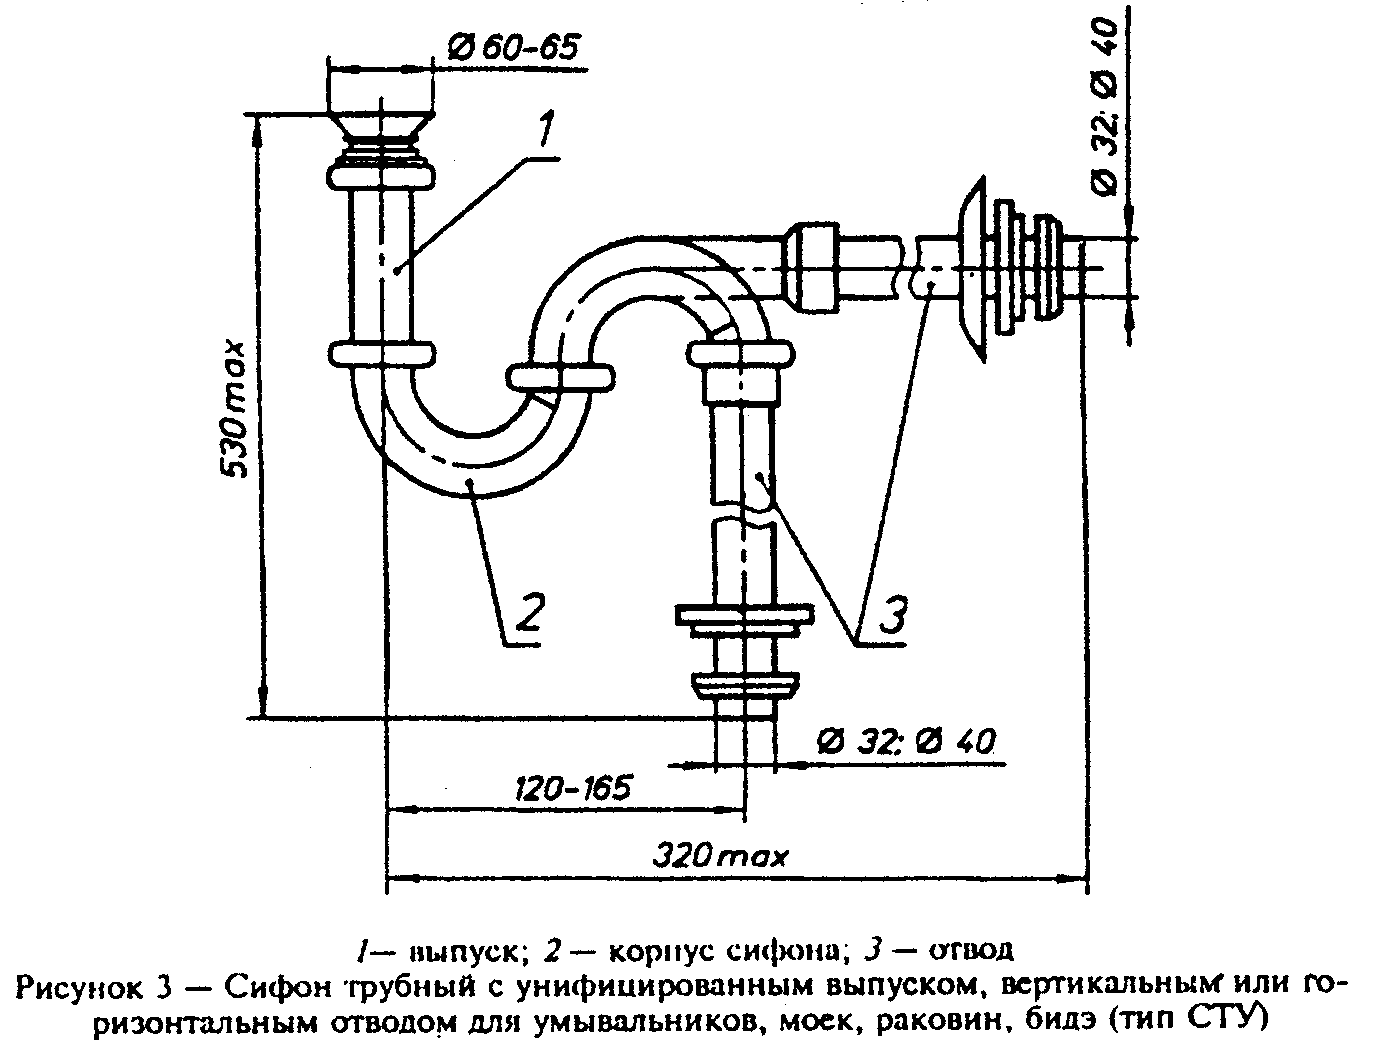 Ø 60-65
1
Ø 32; Ø 40
530 max
2
3
Ø 32; Ø 40
120-165
320 max
1— выпуск; 2 — корпус сифона; 3 — отвод
Рисунок 3 — Сифон трубный с унифицированным выпуском, вертикальным или го-
ризонтальным отводом для умывальников, моек, раковин, бидэ (тип СТУ)